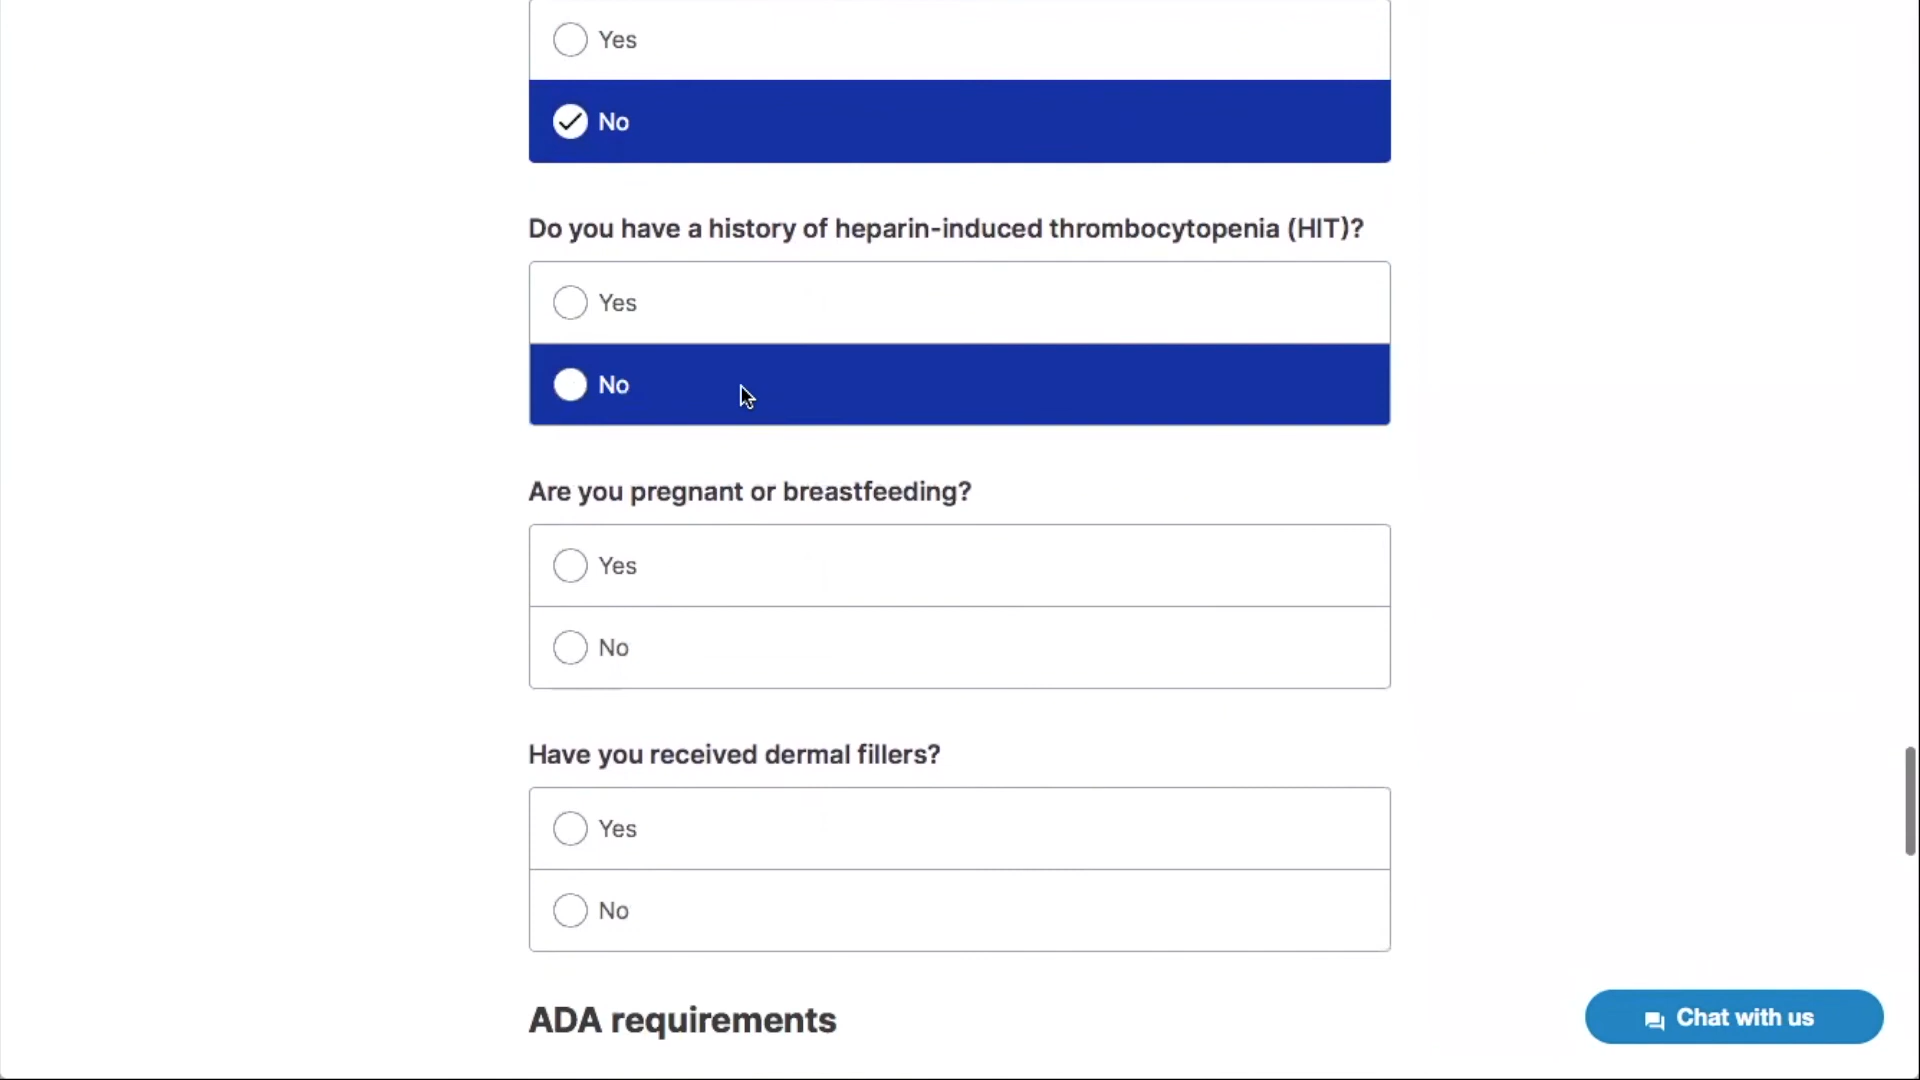 Yes
No
Do you have a history of heparin-induced thrombocytopenia (HIT)?
Yes
No
Are you pregnant or breastfeeding?
Yes
No
Have you received dermal fillers?
Yes
No
ADA requirements
Chat with us